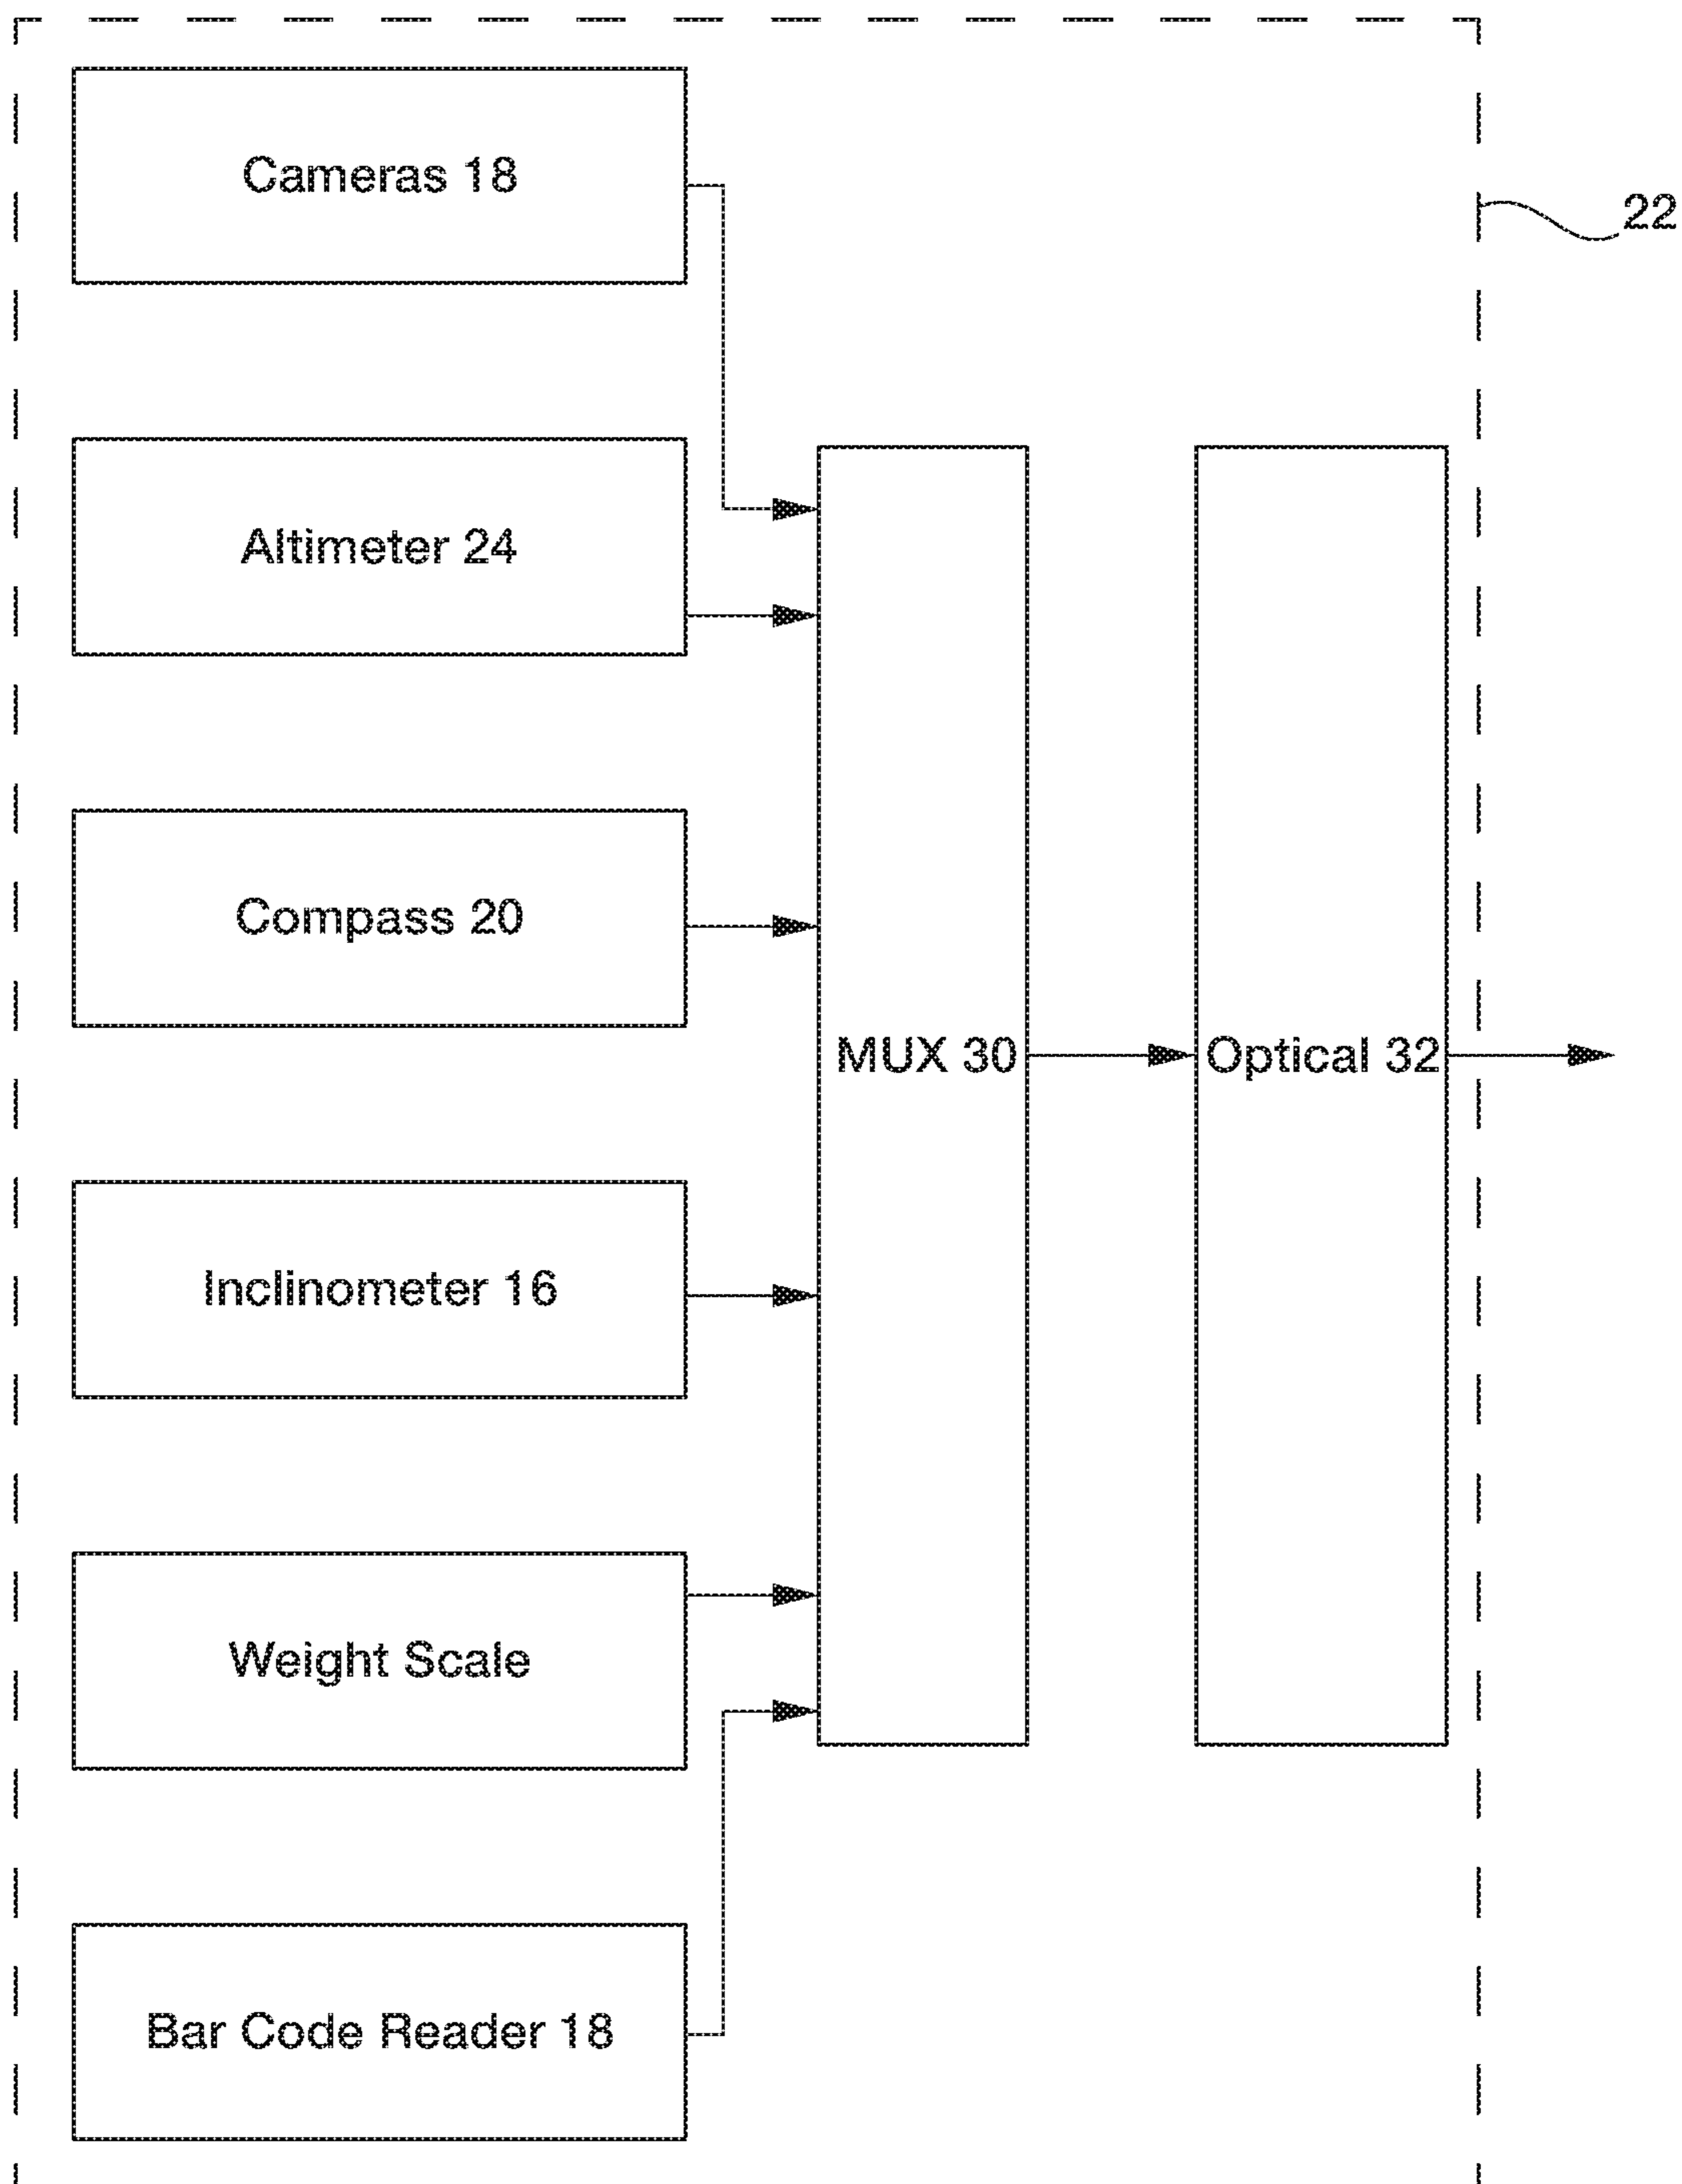 Cameras 18
22
Altimeter 24
Compass 20
MUX 30
Optical 32
Inclinometer 16
Weight Scale
Bar Code Reader 18